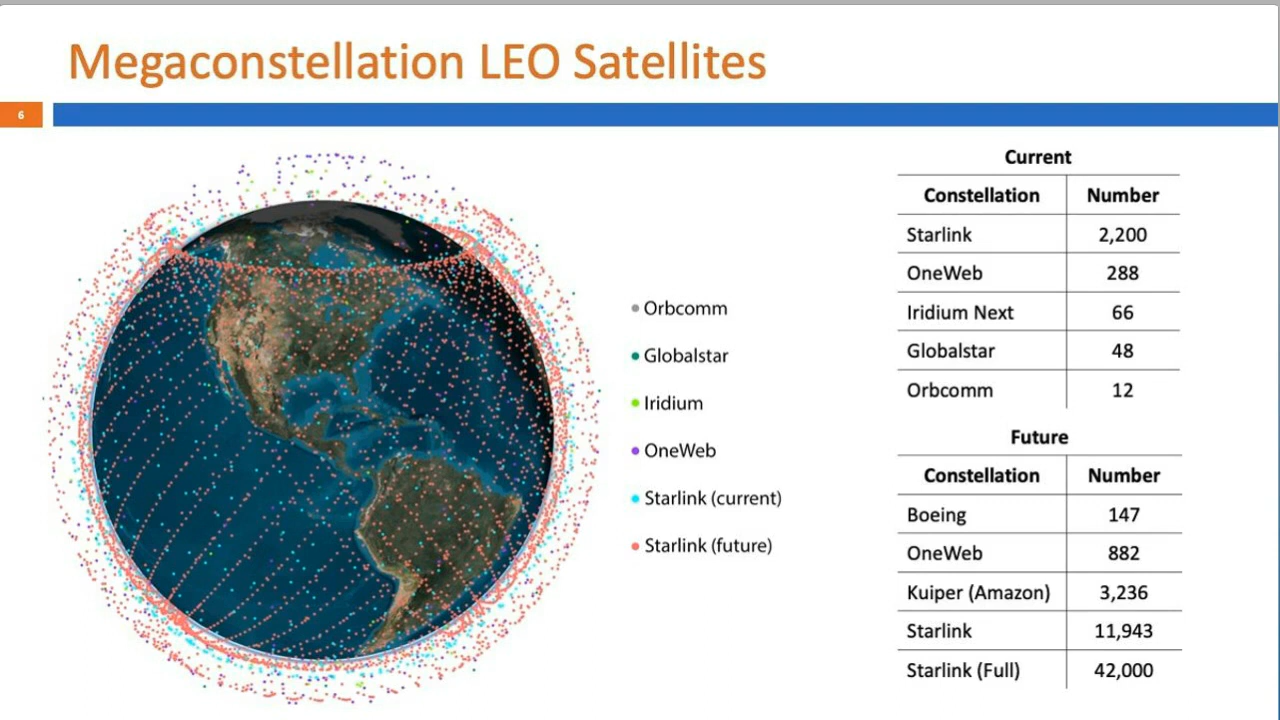 Megaconstellation LEO Satellites
6
Orbcomm
Globalstar
Iridium
OneWeb
Starlink (current)
Starlink (future)
Current
Constellation Number
Starlink 2,200
OneWeb 288
Iridium Next 66
Globalstar 48
Orbcomm 12
Future
Constellation Number
Boeing 147
OneWeb 882
Kuiper (Amazon) 3,236
Starlink 11,943
Starlink (Full) 42,000